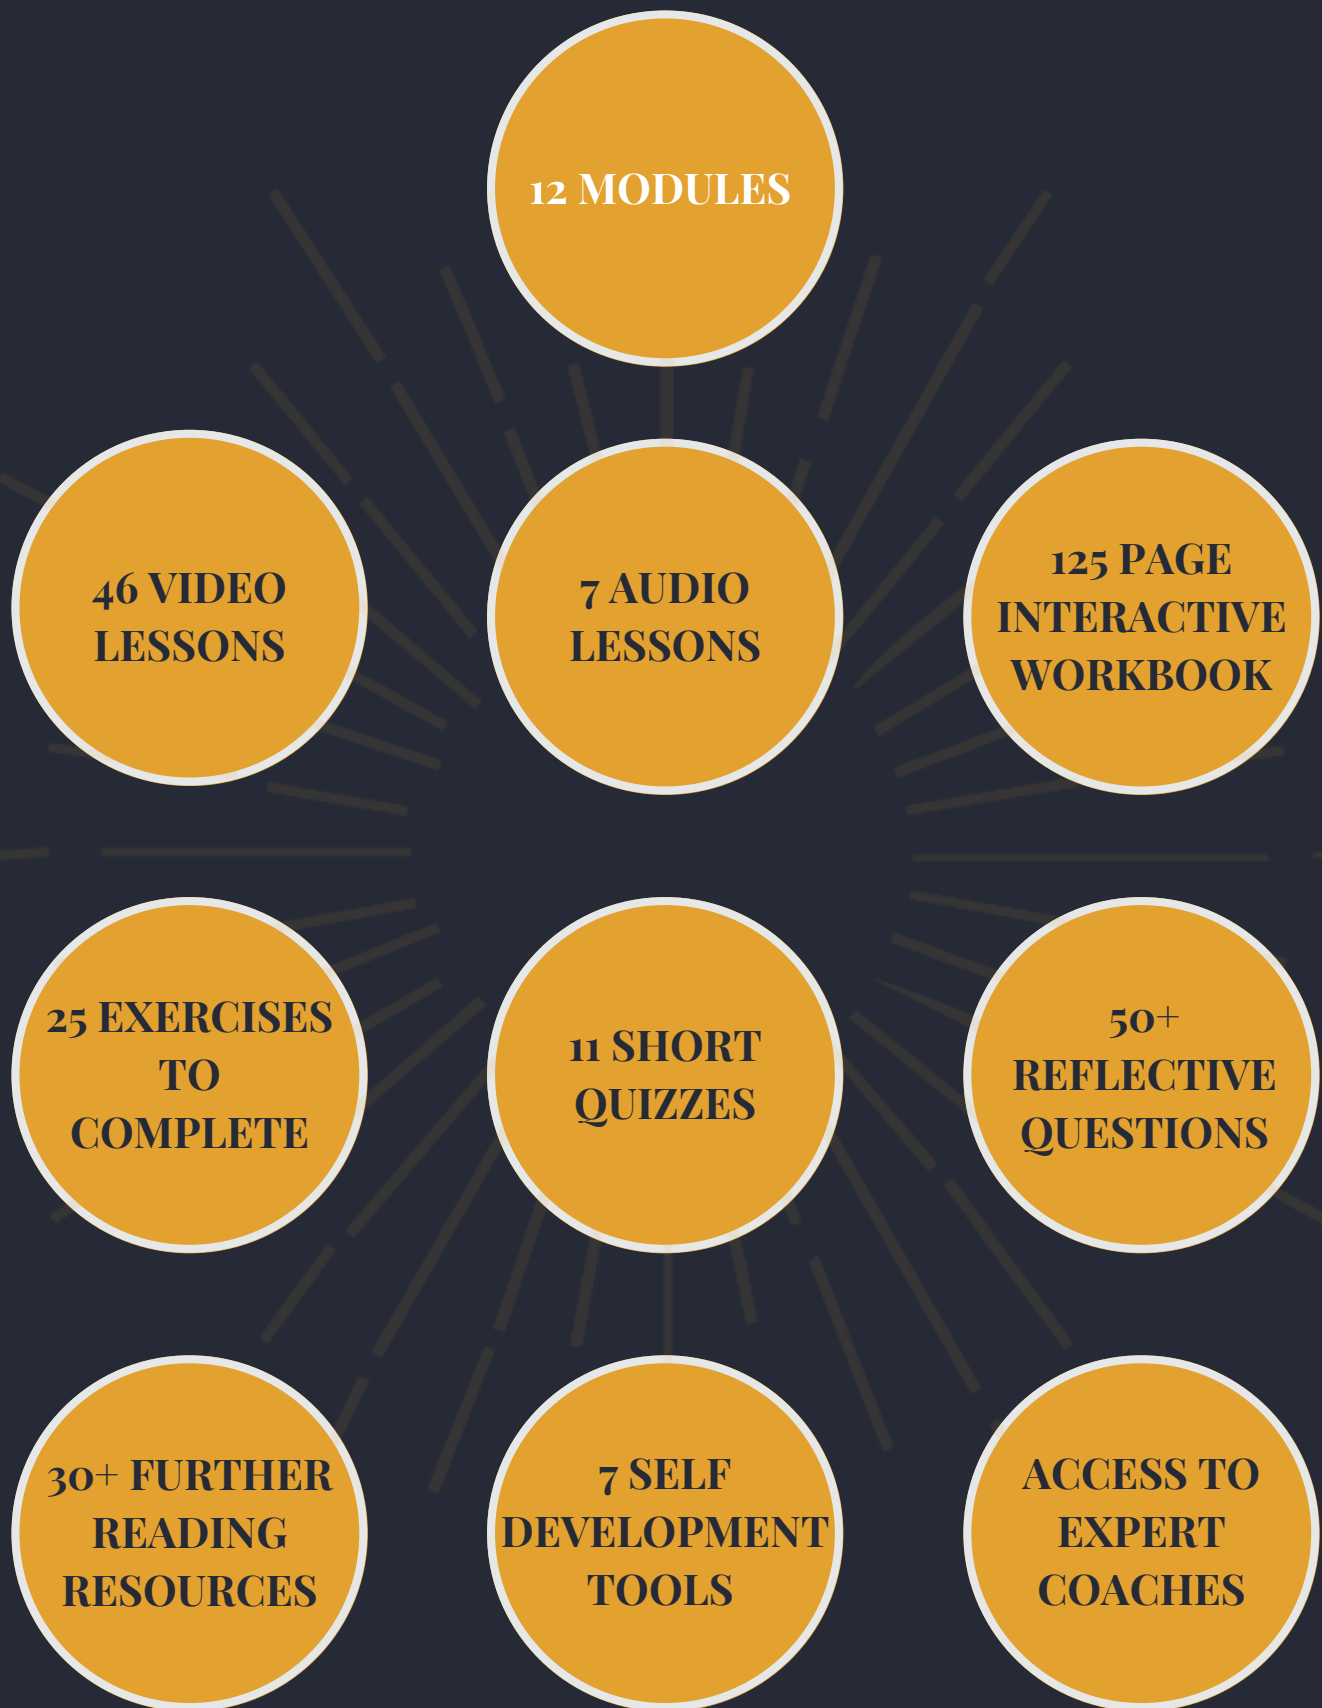 12 MODULES
46 VIDEO
LESSONS
7 AUDIO
LESSONS
125 PAGE
INTERACTIVE
WORKBOOK
25 EXERCISES
TO
COMPLETE
11 SHORT
QUIZZES
50+
REFLECTIVE
QUESTIONS
30+ FURTHER
READING
RESOURCES
7 SELF
DEVELOPMENT
TOOLS
ACCESS TO
EXPERT
COACHES